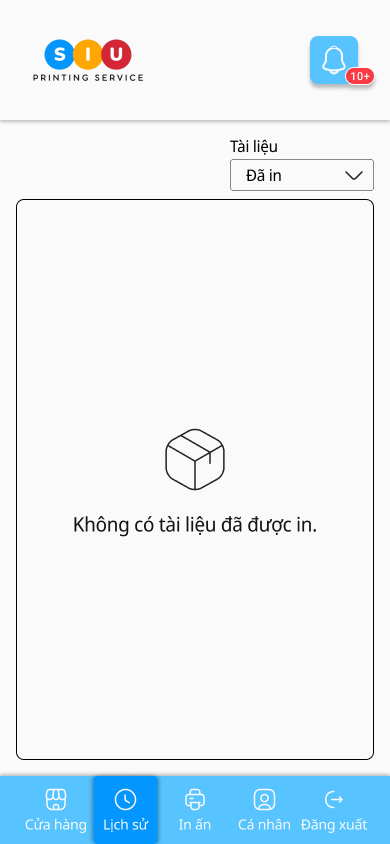 SIU
PRINTING SERVICE
10+
Tài liệu
Đã in
Không có tài liệu đã được in.
Cửa hàng
Lịch sử
In ấn
Cá nhân
Đăng xuất